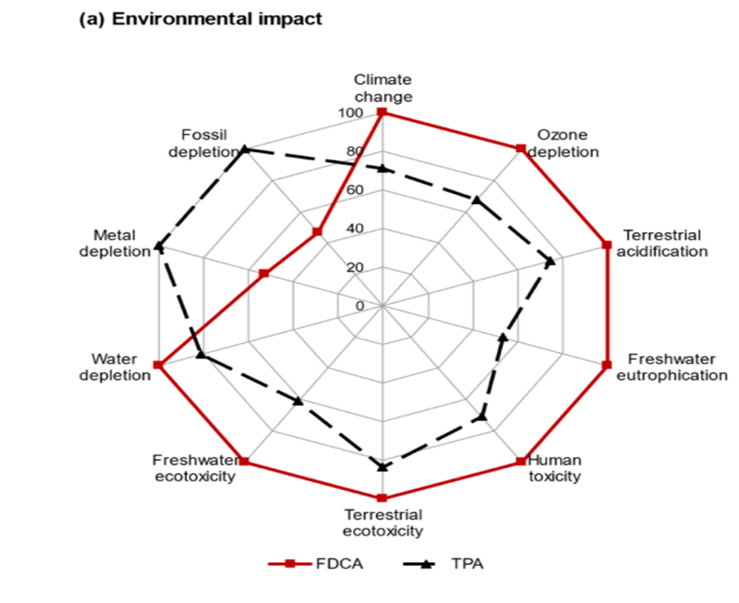 (a) Environmental impact
Climate
change
100
80
60
40
20
0
Ozone
depletion
Terrestrial
acidification
Freshwater
eutrophication
Human
toxicity
Terrestrial
ecotoxicity
Freshwater
ecotoxicity
Water
depletion
Metal
depletion
Fossil
depletion
FDCA
TPA